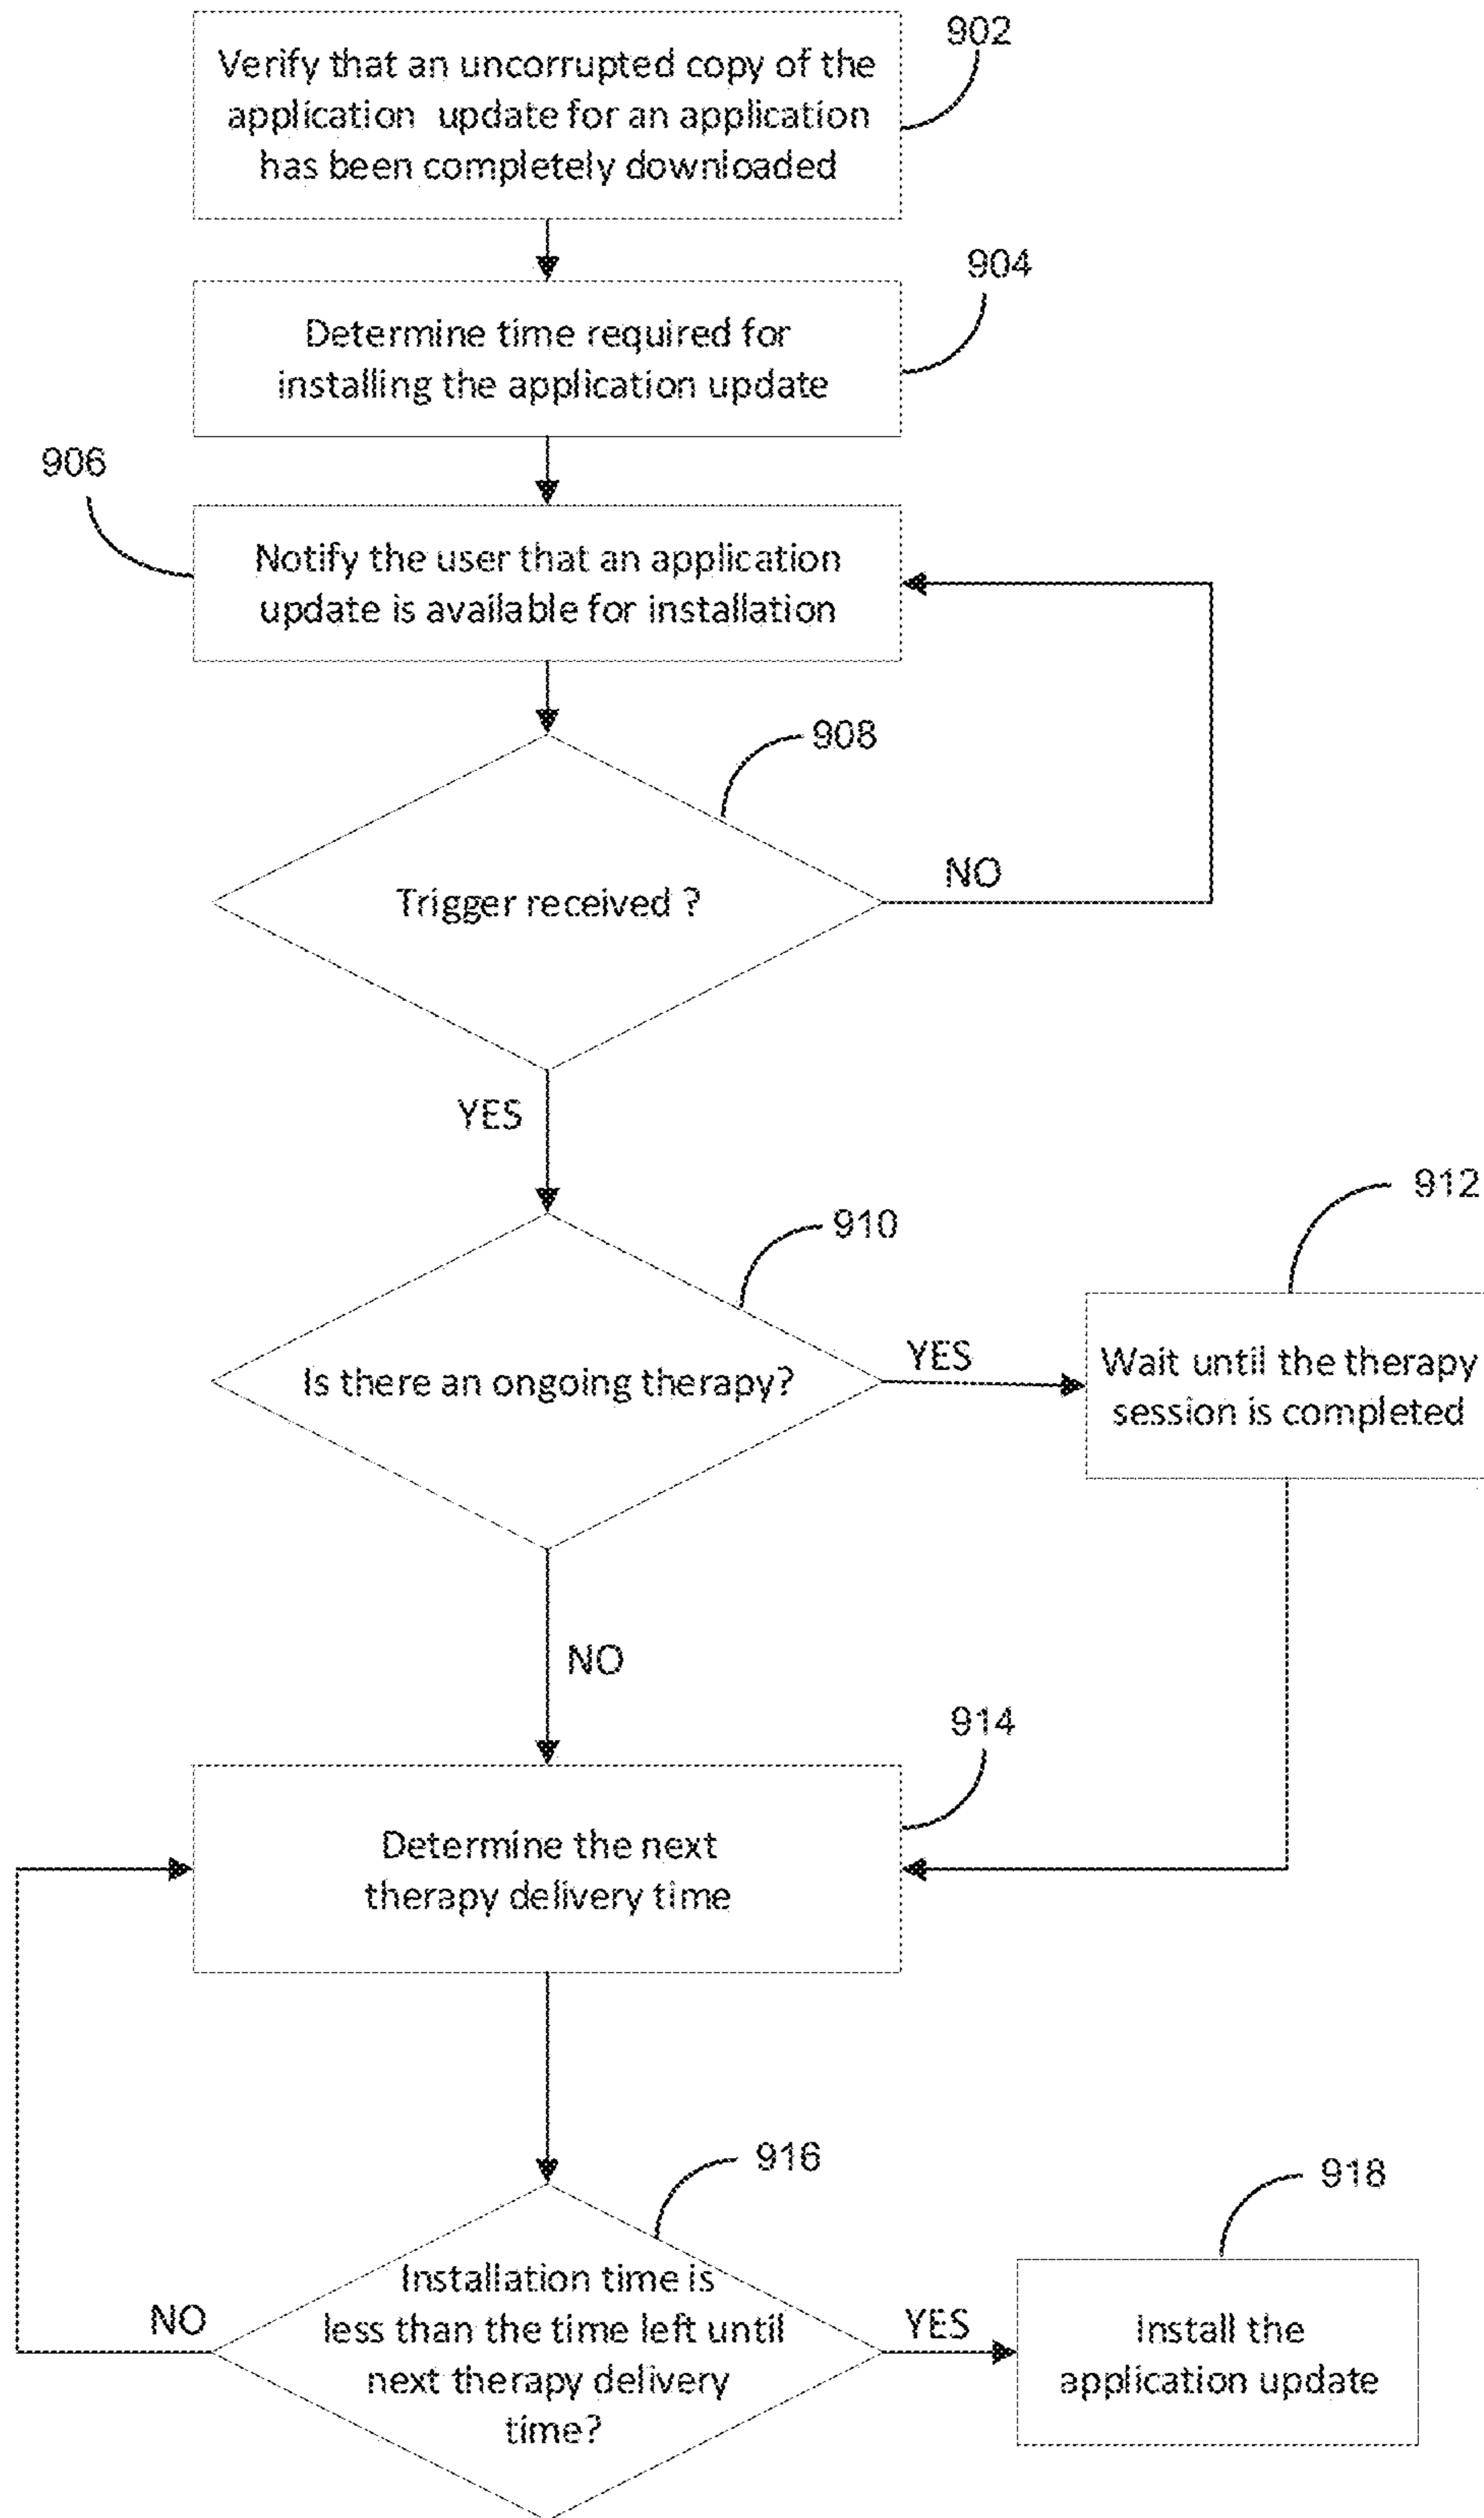 902
Verify that an uncorrupted copy of the
application update for an application
has been completely downloaded
904
Determine time required for
installing the application update
906
Notify the user that an application
update is available for installation
908
Trigger received ?
NO
YES
910
912
Is there an ongoing therapy?
YES
Wait until the therapy
session is completed
NO
914
Determine the next
therapy delivery time
916
918
Installation time is
less than the time left until
next therapy delivery
time?
NO
YES
Install the
application update